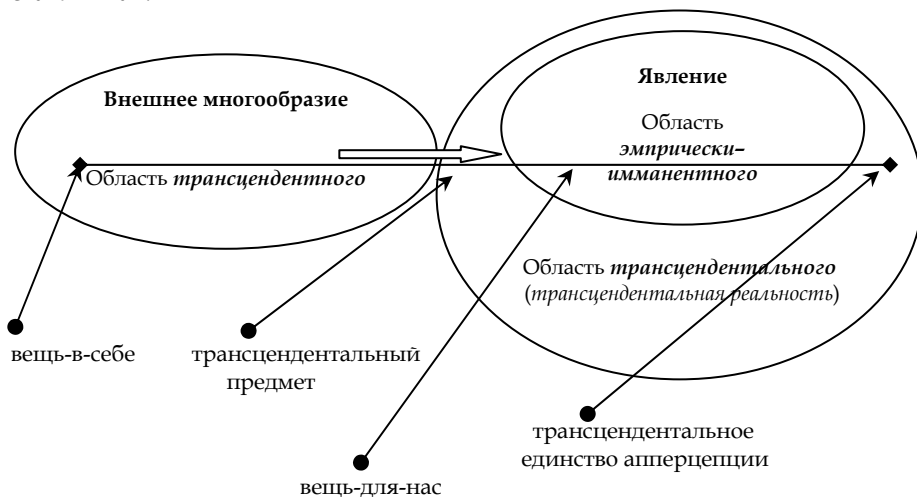 Внешнее многообразие
Область трансцендентного
Явление
Область
эмпрически–
имманентного
Область трансцендентального
(трансцендентальная реальность)
вещь-в-себе
трансцендентальный
предмет
трансцендентальное
единство апперцепции
вещь-для-нас